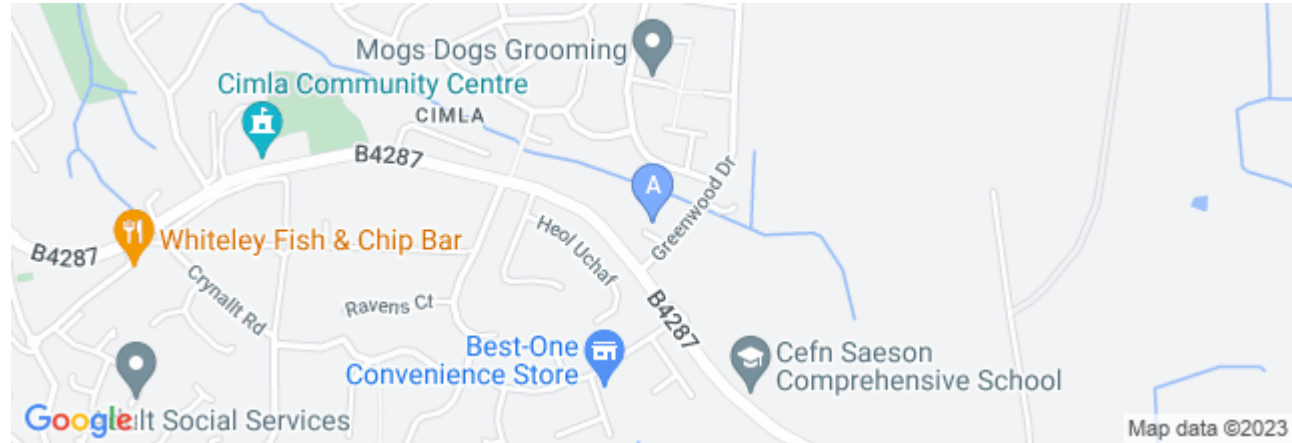 Mogs Dogs Grooming
Cimla Community Centre
CIMLA
B4287
A
Greenwood Dr
Whiteley Fish & Chip Bar
B4287
Heol Uchaf
Crynallt Rd
Ravens Ct
B4287
Best-One
Convenience Store
Cefn Saeson
Comprehensive School
Google
Social Services
Map data ©2023